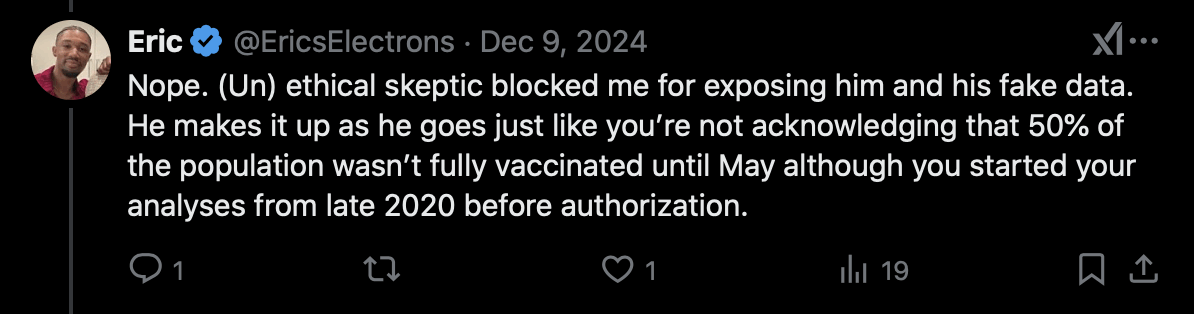 Eric @EricsElectrons · Dec 9, 2024
Nope. (Un) ethical skeptic blocked me for exposing him and his fake data.
He makes it up as he goes just like you’re not acknowledging that 50% of
the population wasn’t fully vaccinated until May although you started your
analyses from late 2020 before authorization.
1 1 19